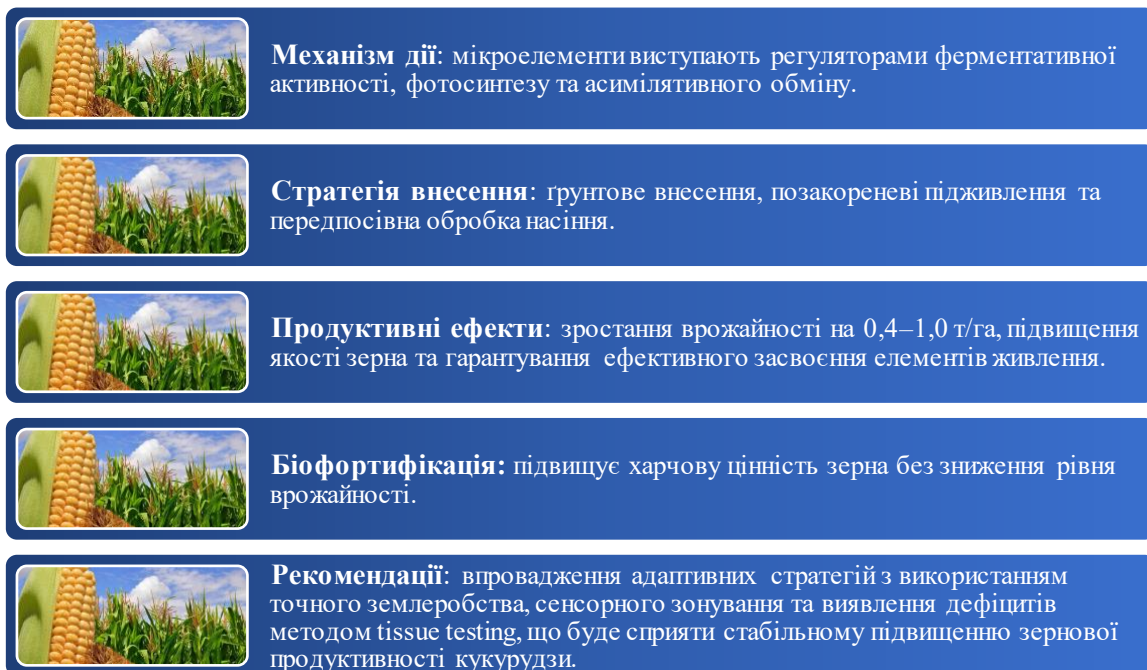 Механізм дії: мікроелементи виступають регуляторами ферментативної
активності, фотосинтезу та асимілятивного обміну.
Стратегія внесення: ґрунтове внесення, позакореневі підживлення та
передпосівна обробка насіння.
Продуктивні ефекти: зростання врожайності на 0,4–1,0 т/га, підвищення
якості зерна та гарантування ефективного засвоєння елементів живлення.
Біофортифікація: підвищує харчову цінність зерна без зниження рівня
врожайності.
Рекомендації: впровадження адаптивних стратегій з використанням
точного землеробства, сенсорного зонування та виявлення дефіцитів
методом tissue testing, що буде сприяти стабільному підвищенню зернової
продуктивності кукурудзи.